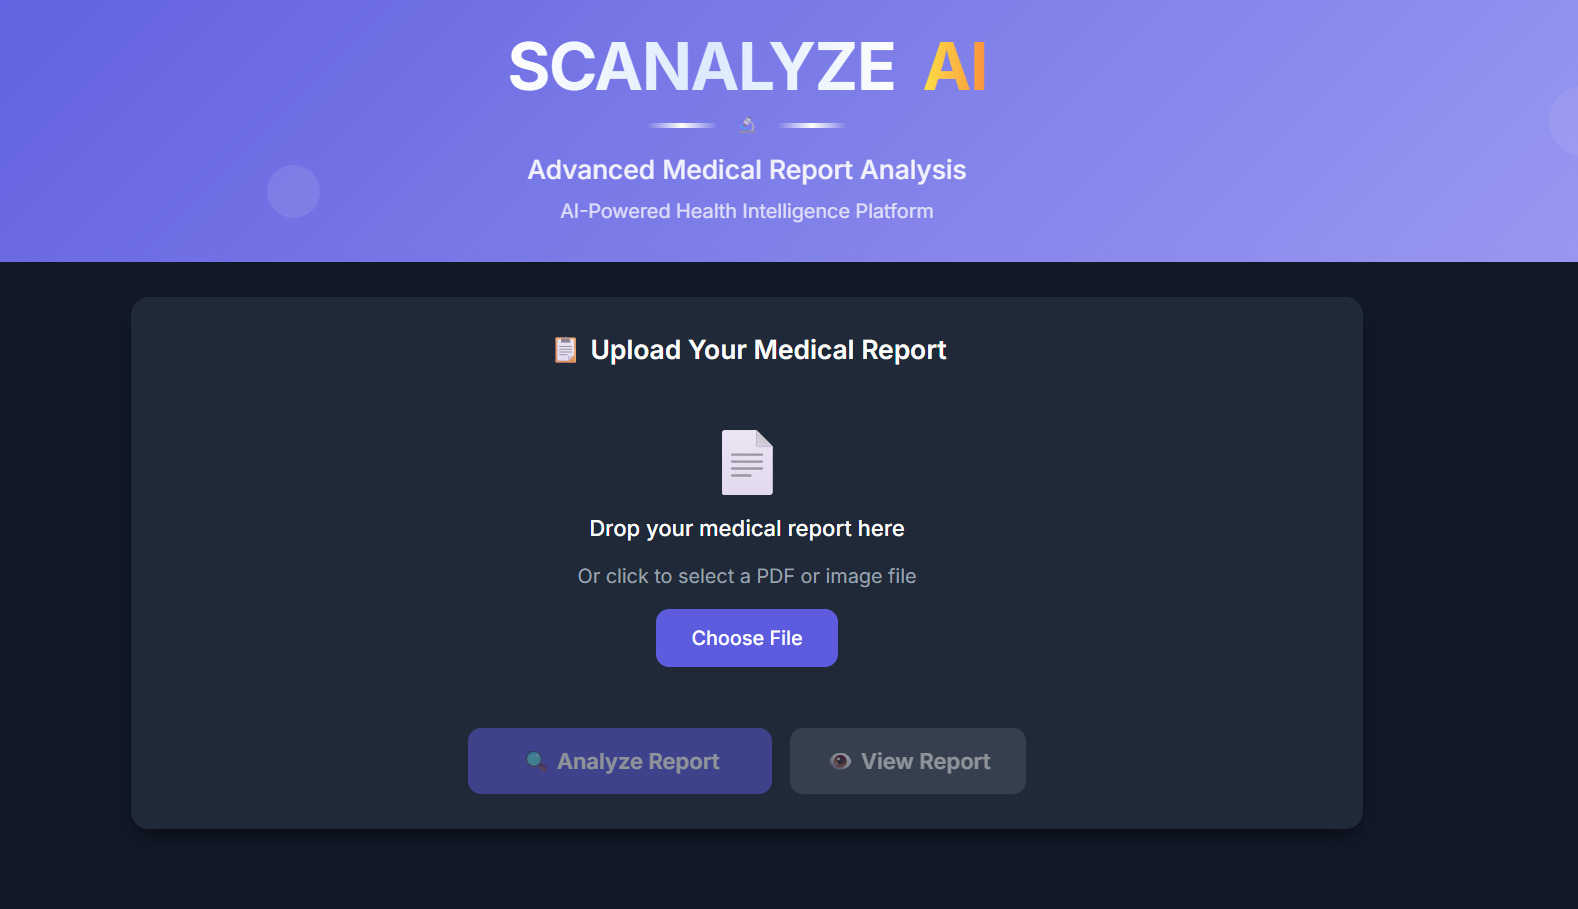 SCANALYZE AI
Advanced Medical Report Analysis
AI-Powered Health Intelligence Platform
Upload Your Medical Report
Drop your medical report here
Or click to select a PDF or image file
Choose File
Analyze Report
View Report